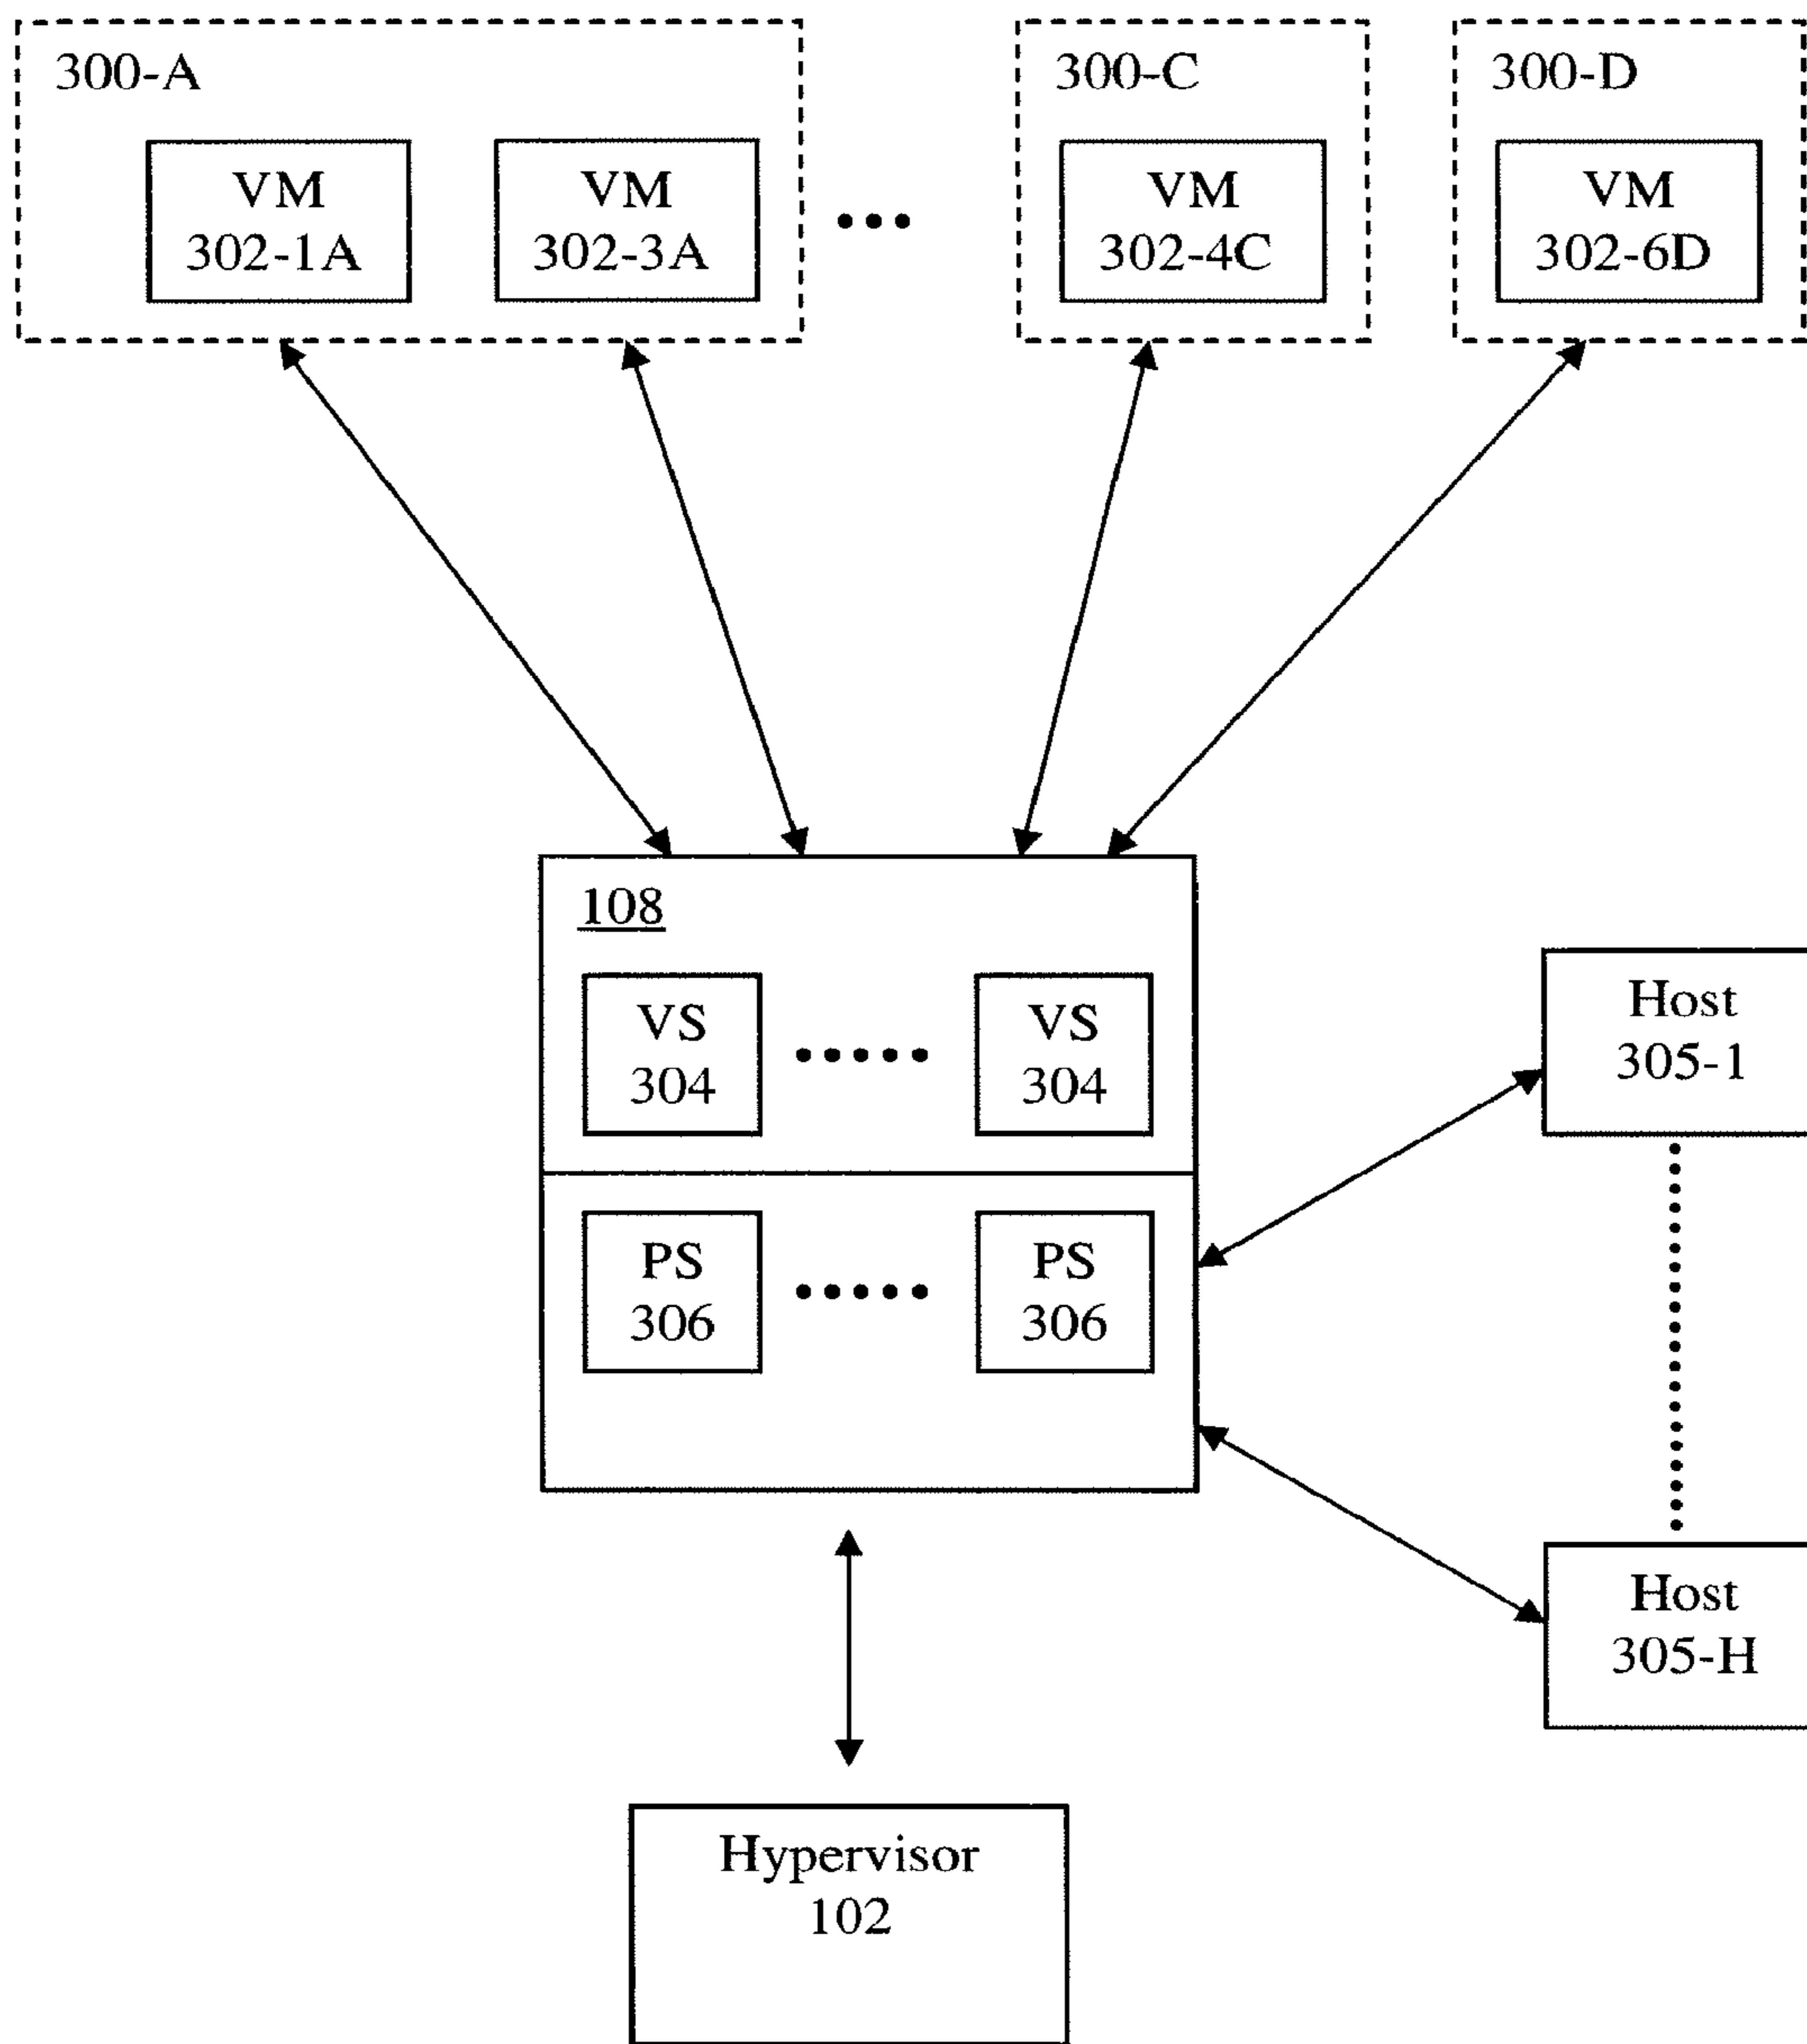 300-A
300-C
300-D
VM
302-1A
VM
302-3A
VM
302-4C
VM
302-6D
108
VS
304
VS
304
Host
305-1
PS
306
PS
306
Host
305-H
Hypervisor
102